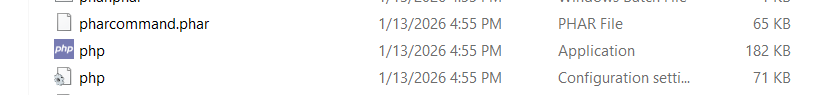 pharcommand.phar 1/13/2026 4:55 PM PHAR File 65 KB
php php 1/13/2026 4:55 PM Application 182 KB
php 1/13/2026 4:55 PM Configuration setti... 71 KB